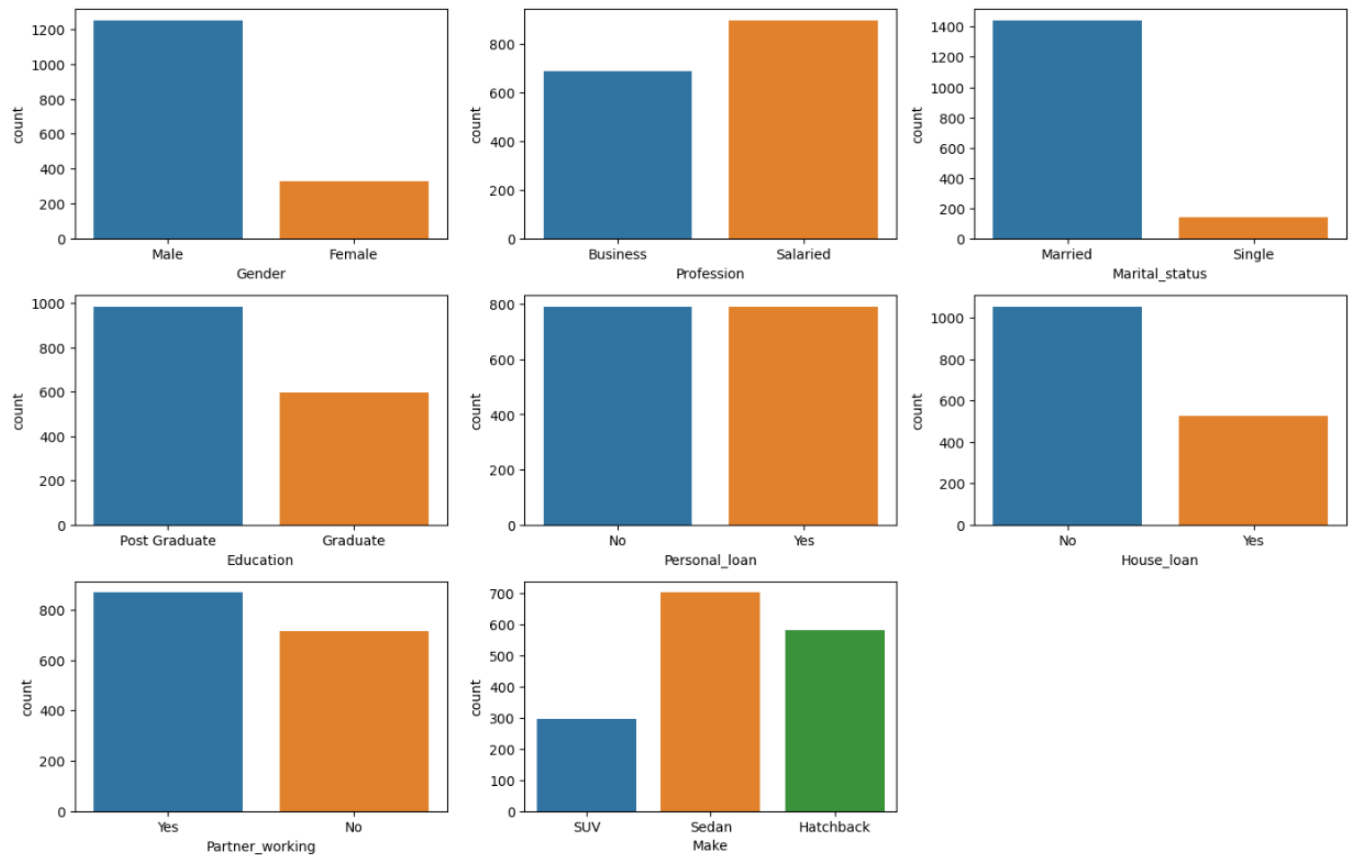 1200
1000
800
600
400
200
0
count
Male Female
Gender
800
600
400
200
0
count
Business Salaried
Profession
1400
1200
1000
800
600
400
200
0
count
Married Single
Marital_status
1000
800
600
400
200
0
count
Post Graduate Graduate
Education
800
600
400
200
0
count
No Yes
Personal_loan
1000
800
600
400
200
0
count
No Yes
House_loan
800
600
400
200
0
count
Yes No
Partner_working
700
600
500
400
300
200
100
0
count
SUV Sedan Hatchback
Make